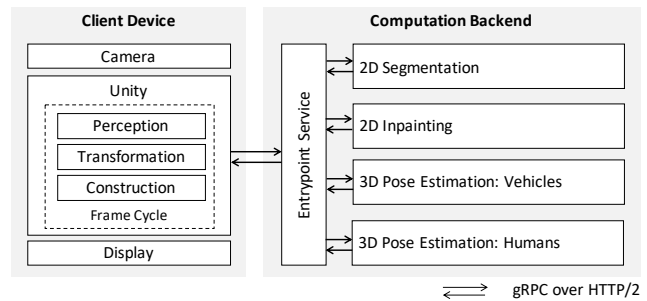 Client Device
Camera
Unity
Perception
Transformation
Construction
Frame Cycle
Display
Computation Backend
Entrypoint Service
2D Segmentation
2D Inpainting
3D Pose Estimation: Vehicles
3D Pose Estimation: Humans
gRPC over HTTP/2